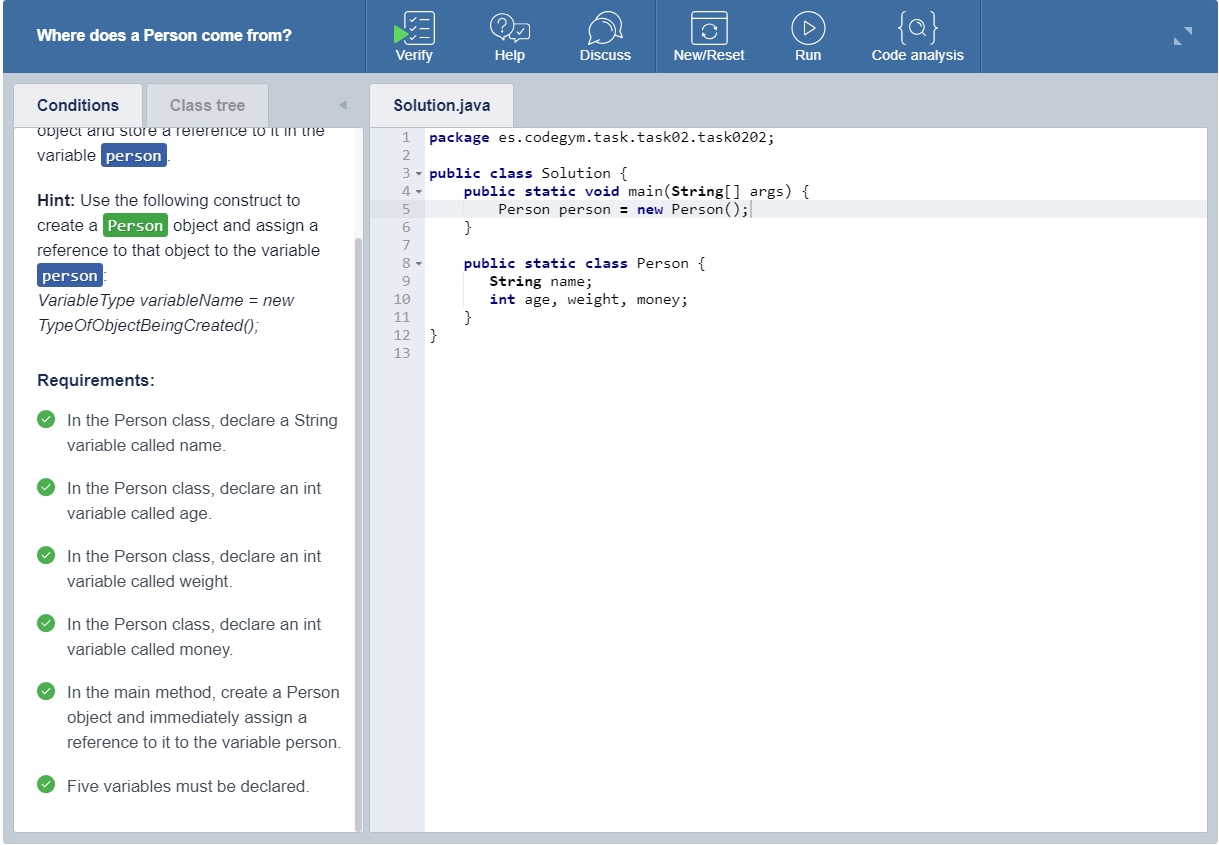 Where does a Person come from?
Verify
Help
Discuss
New/Reset
Run
Code analysis
Conditions
Class tree
object and store a reference to it in the
variable person.
Hint: Use the following construct to
create a Person object and assign a
reference to that object to the variable
person:
VariableType variableName = new
TypeOfObjectBeingCreated();
Requirements:
In the Person class, declare a String
variable called name.
In the Person class, declare an int
variable called age.
In the Person class, declare an int
variable called weight.
In the Person class, declare an int
variable called money.
In the main method, create a Person
object and immediately assign a
reference to it to the variable person.
Five variables must be declared.
Solution.java
1 package es.codegym.task.task02.task0202;
2
3 public class Solution {
4     public static void main(String[] args) {
5         Person person = new Person();
6     }
7
8     public static class Person {
9        String name;
10        int age, weight, money;
11     }
12 }
13